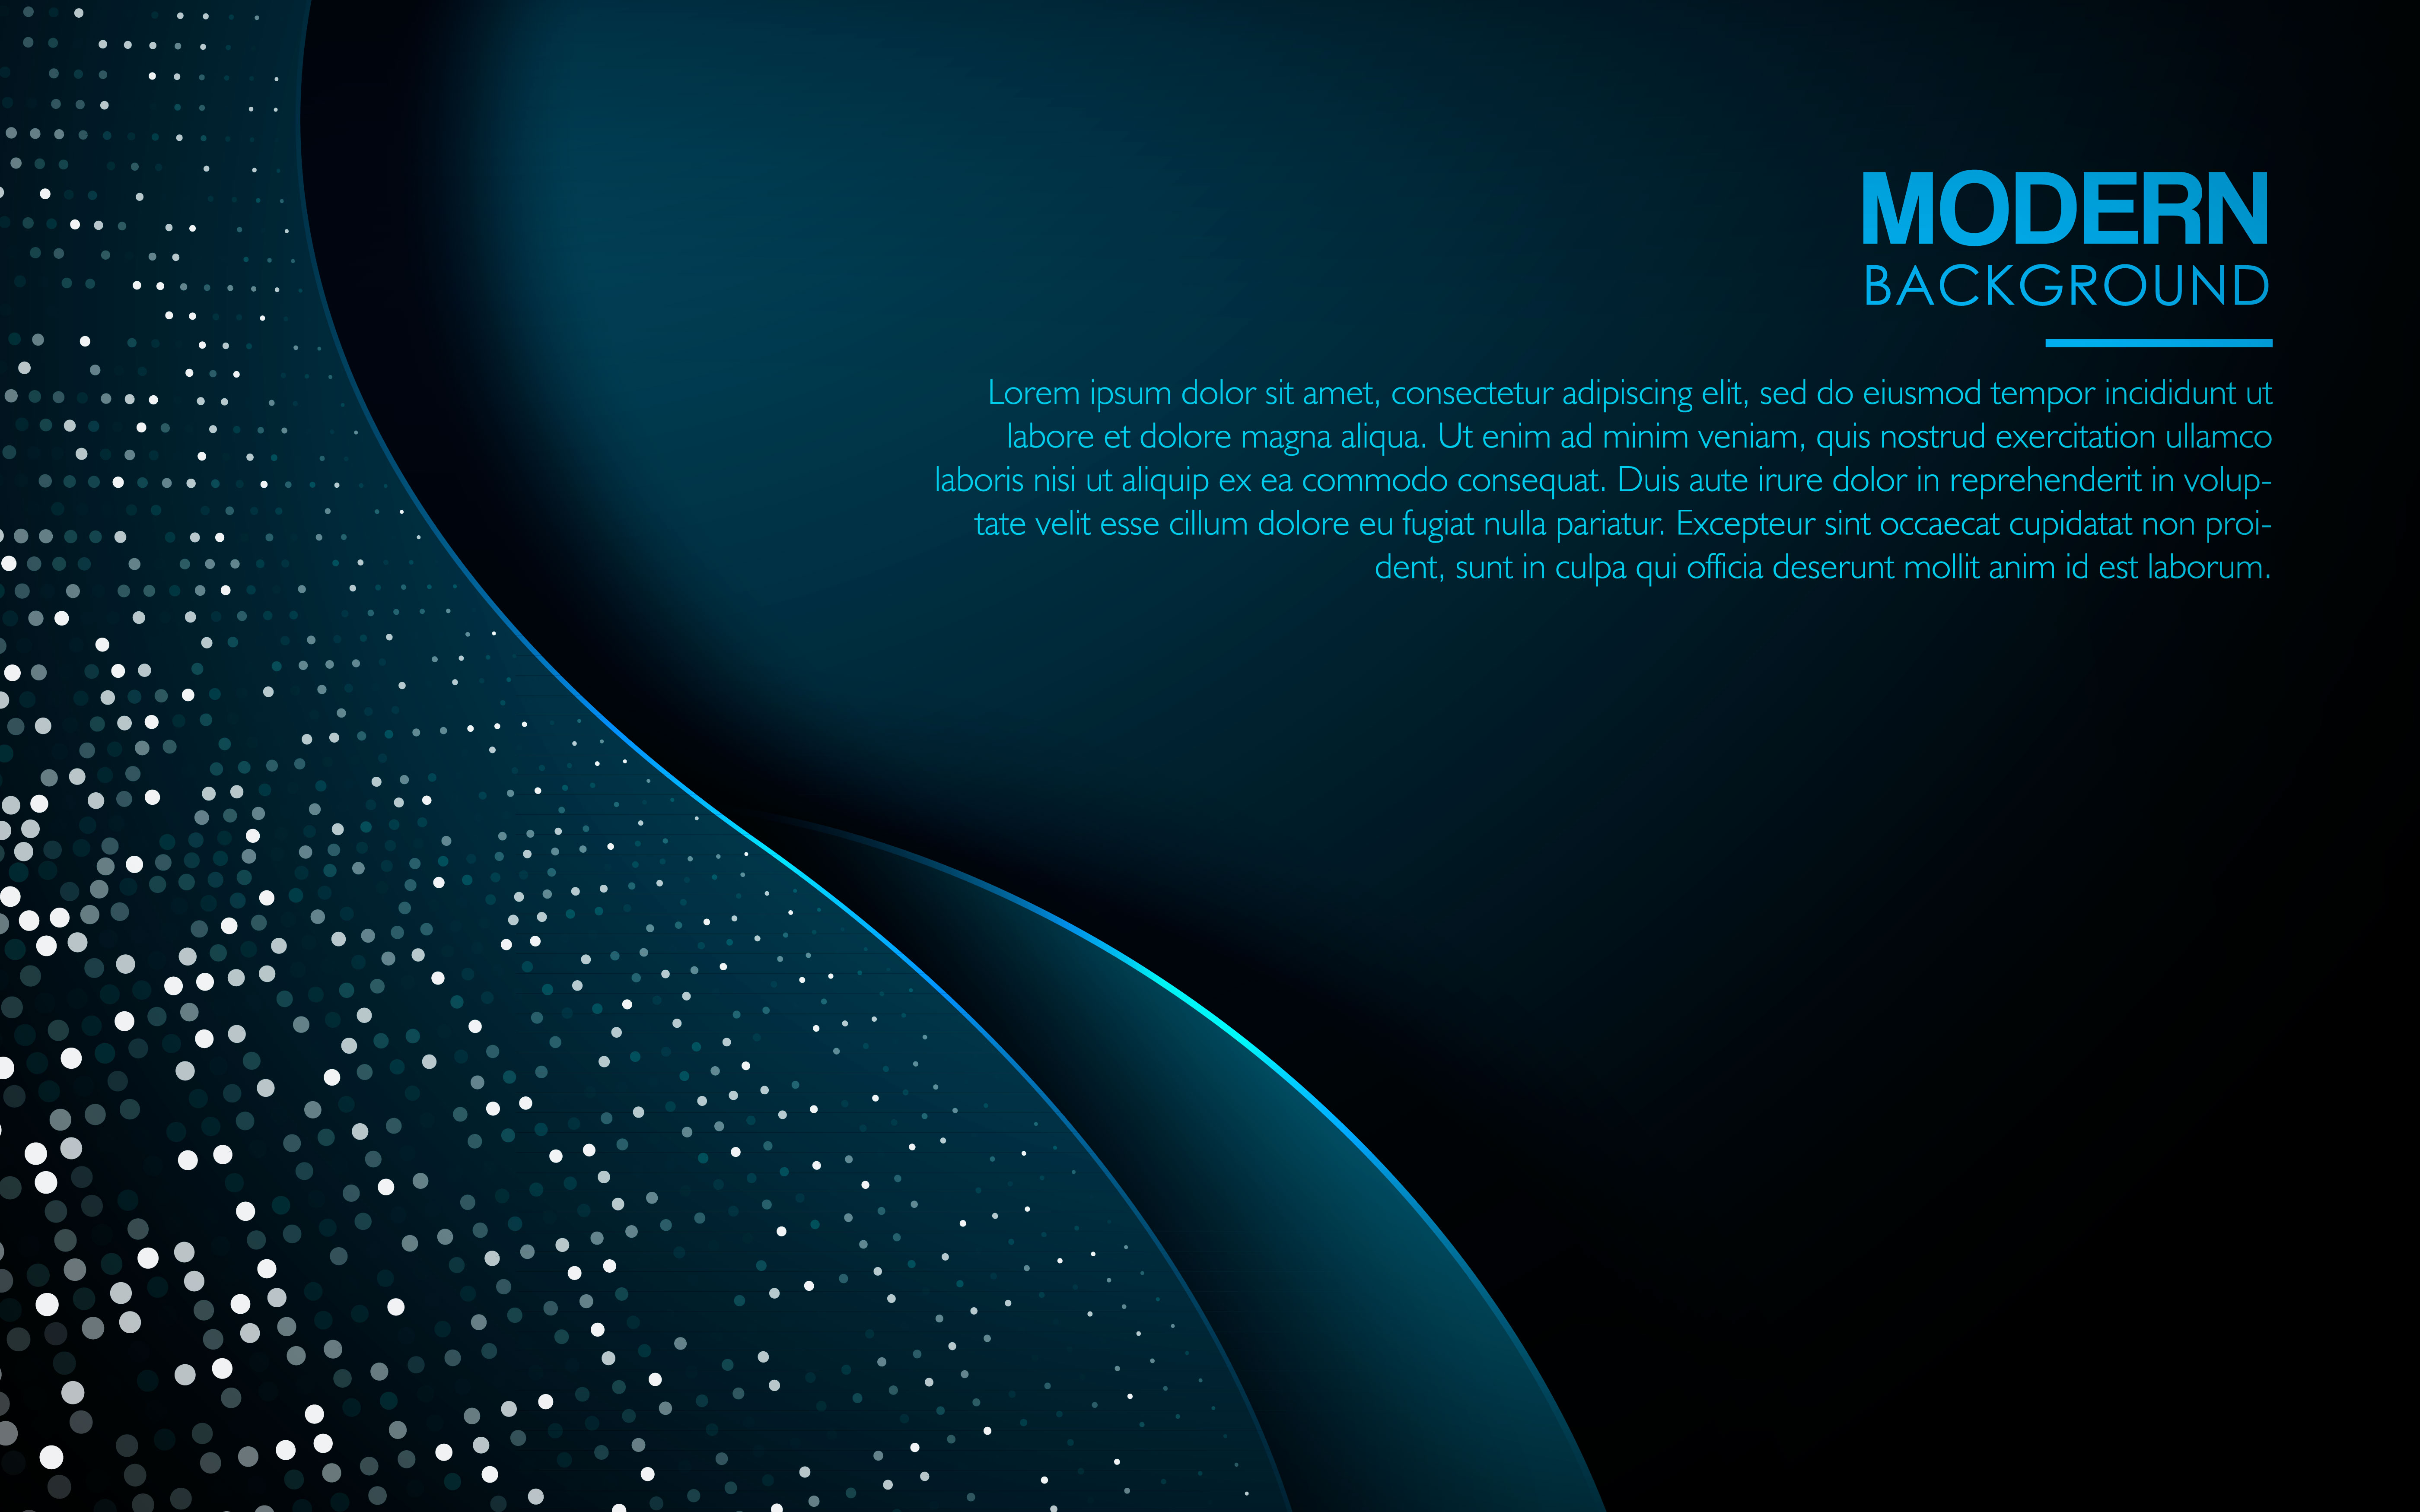 MODERN
BACKGROUND
Lorem ipsum dolor sit amet, consectetur adipiscing elit, sed do eiusmod tempor incididunt ut
labore et dolore magna aliqua. Ut enim ad minim veniam, quis nostrud exercitation ullamco
laboris nisi ut aliquip ex ea commodo consequat. Duis aute irure dolor in reprehenderit in volup-
tate velit esse cillum dolore eu fugiat nulla pariatur. Excepteur sint occaecat cupidatat non proi-
dent, sunt in culpa qui officia deserunt mollit anim id est laborum.